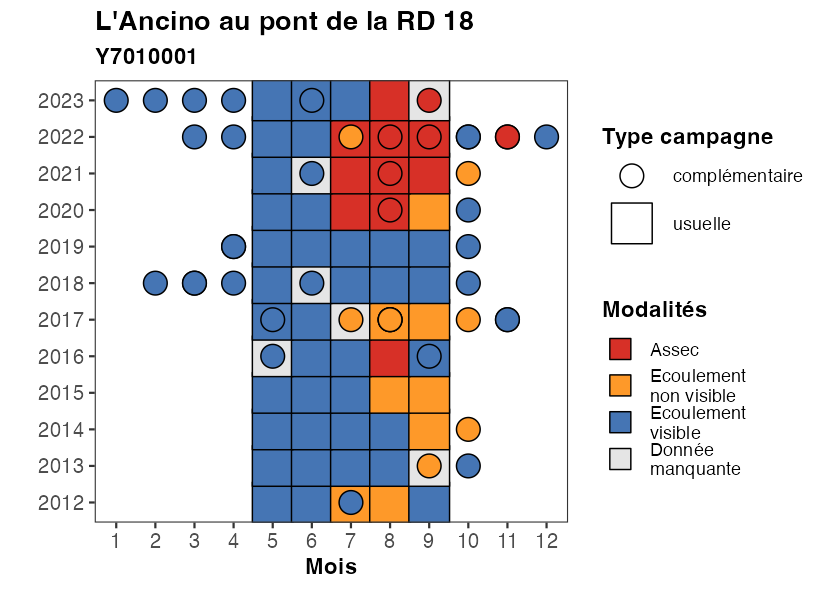 L'Ancino au pont de la RD 18
Y7010001
2023
2022
2021
2020
2019
2018
2017
2016
2015
2014
2013
2012
1 2 3 4 5 6 7 8 9 10 11 12
Mois
Type campagne
complémentaire
usuelle
Modalités
Assec
Ecoulement
non visible
Ecoulement
visible
Donnée
manquante